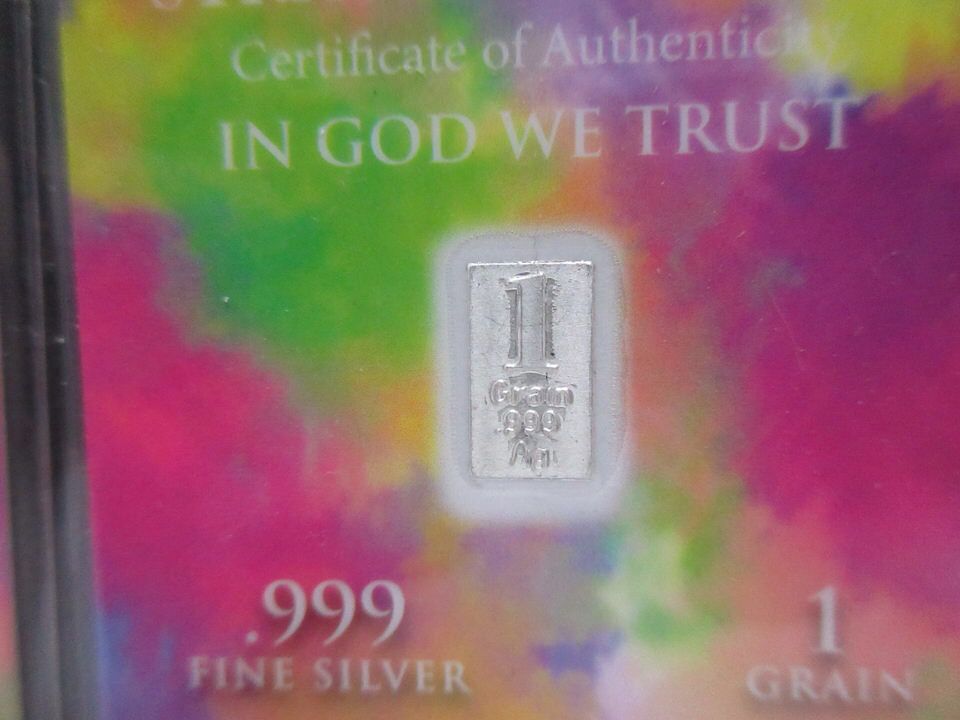 Certificate of Authenticity
IN GOD WE TRUST
1
Grain
.999
Ag
.999
FINE SILVER
1
GRAIN